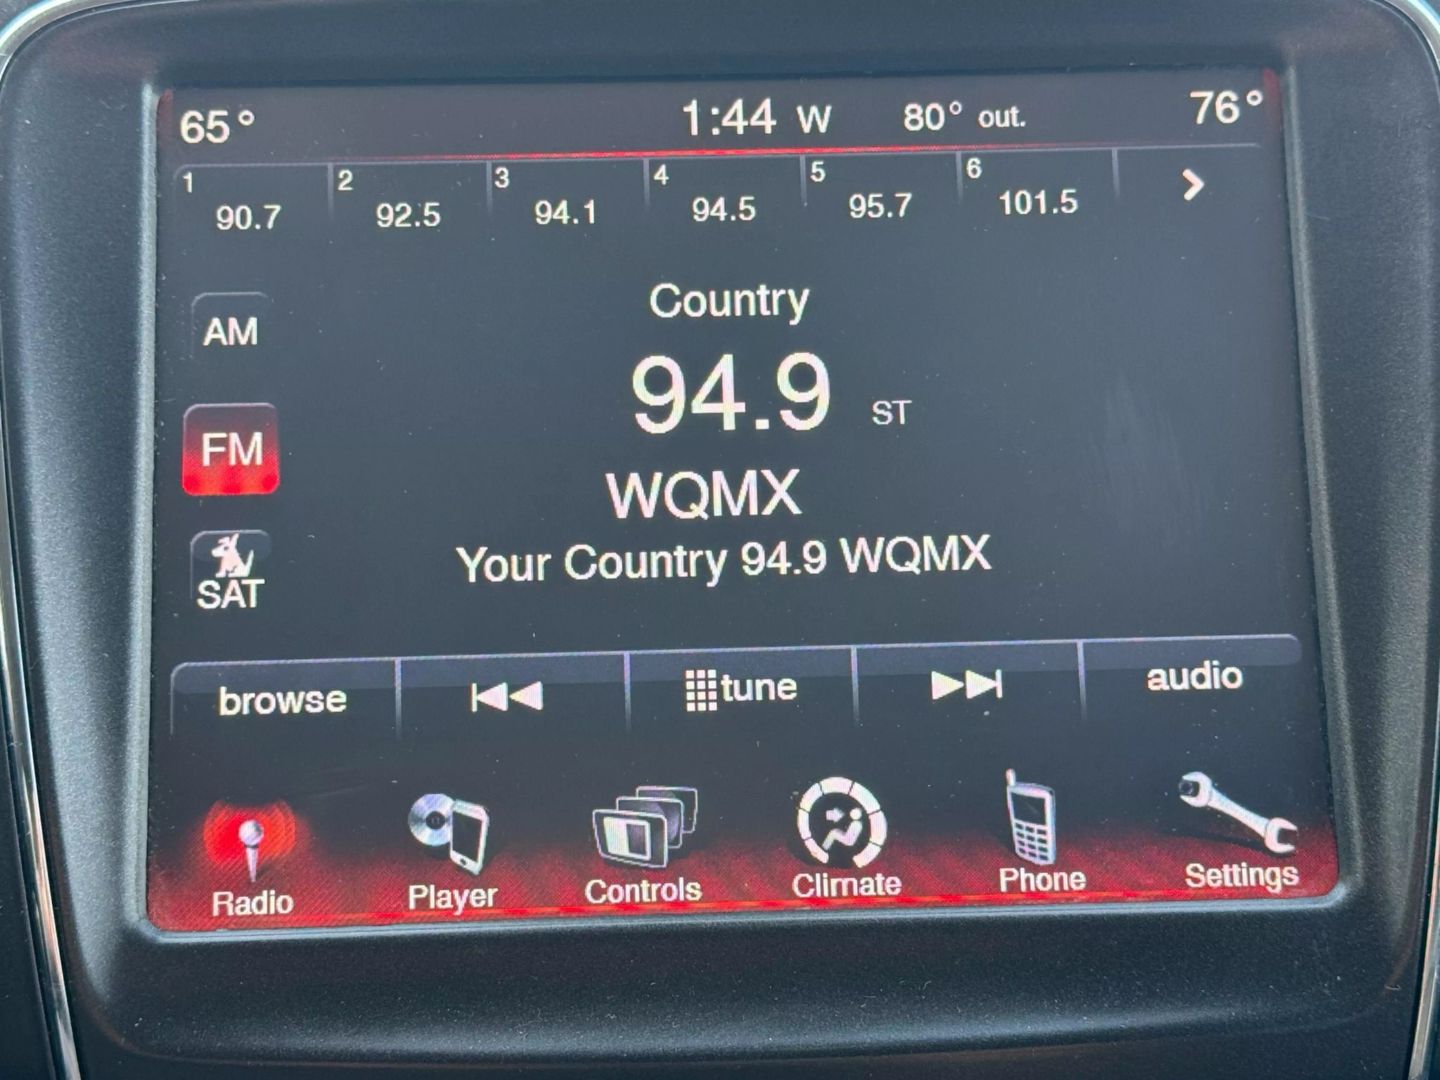 65° 1:44 W 80° out. 76°
1 2 3 4 5 6
90.7 92.5 94.1 94.5 95.7 101.5
Country
AM
94.9 ST
FM
WQMX
Your Country 94.9 WQMX
SAT
browse tune audio
Radio Player Controls Climate Phone Settings